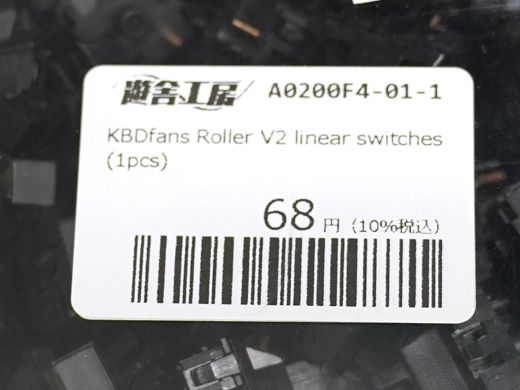 遊舎工房 A0200F4-01-1
KBDfans Roller V2 linear switches
(1pcs)
68円 (10%税込)